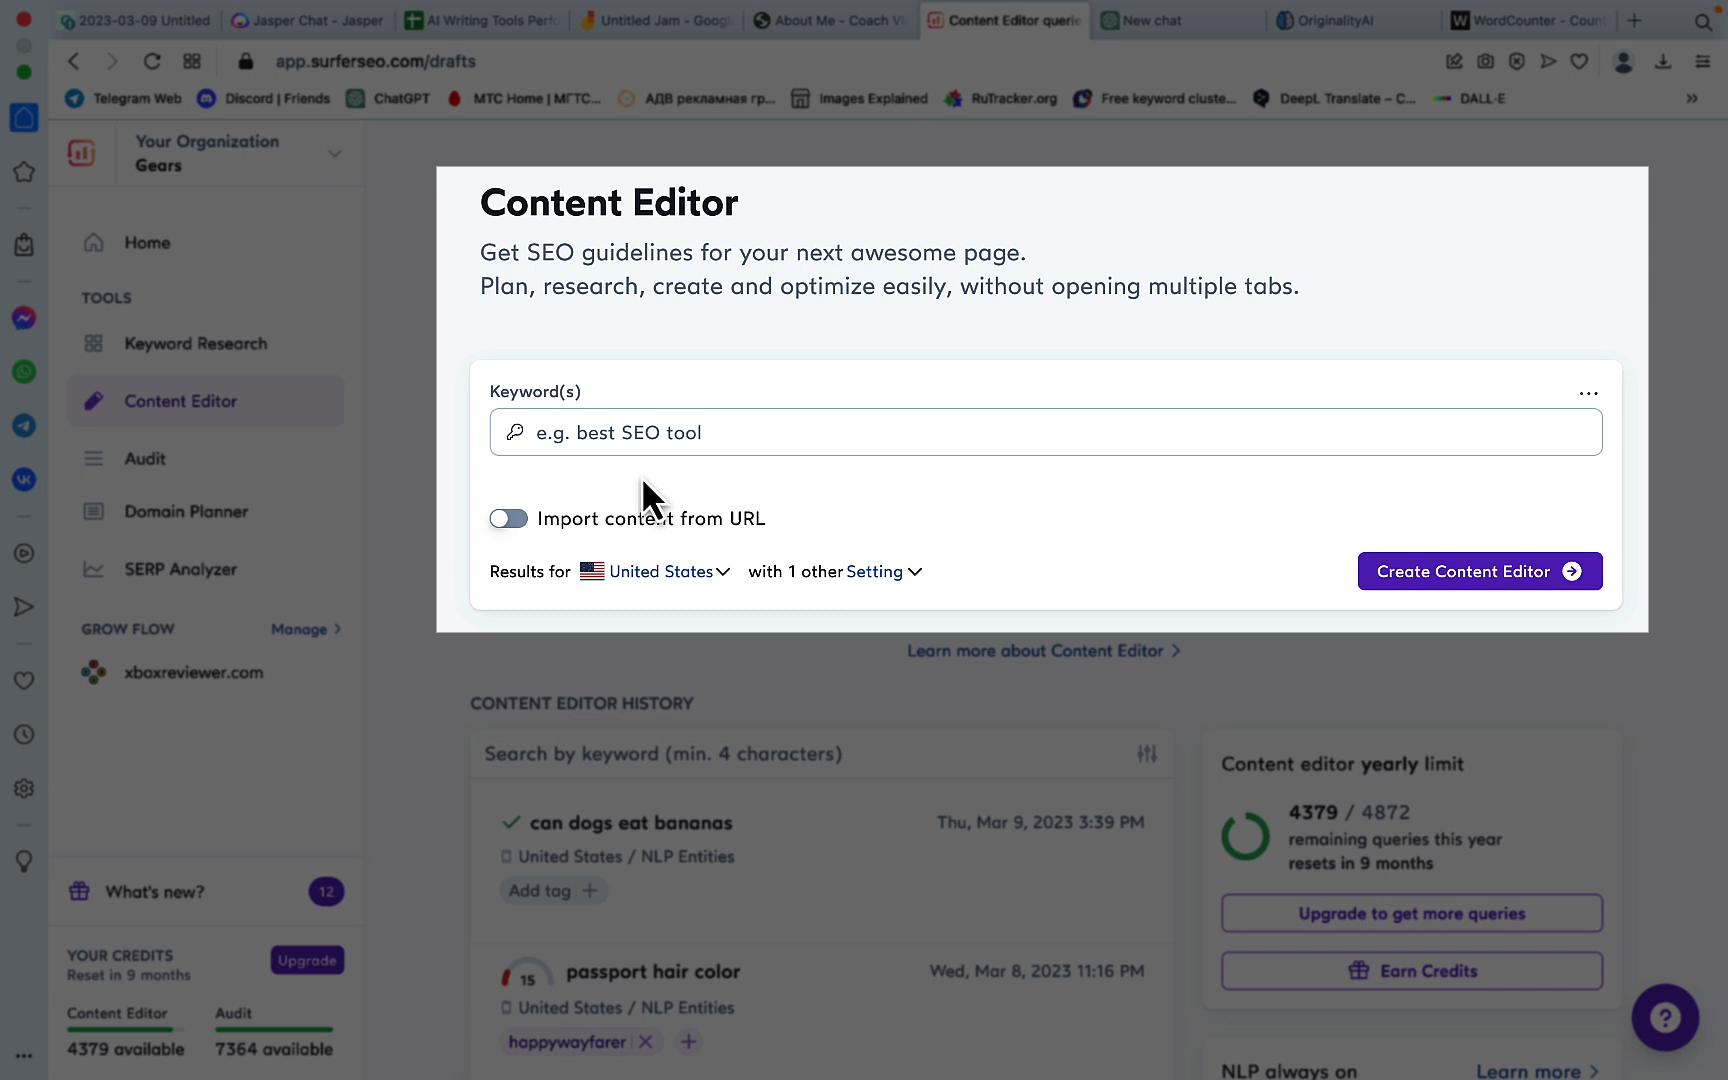 2023-03-09 Untitled
Jasper Chat - Jasper
AI Writing Tools Perfo
Untitled Jam - Googl
About Me - Coach Vi
Content Editor querie
New chat
OriginalityAI
WordCounter - Count
app.surferseo.com/drafts
Telegram Web
Discord | Friends
ChatGPT
МТС Home | МГТС...
АДВ рекламная гр...
Images Explained
RuTracker.org
Free keyword cluste...
DeepL Translate – C...
DALL·E
Your Organization
Gears
Home
TOOLS
Keyword Research
Content Editor
Audit
Domain Planner
SERP Analyzer
GROW FLOW
Manage
xboxreviewer.com
What's new?
12
YOUR CREDITS
Reset in 9 months
Upgrade
Content Editor
4379 available
Audit
7364 available
Content Editor
Get SEO guidelines for your next awesome page.
Plan, research, create and optimize easily, without opening multiple tabs.
Keyword(s)
...
e.g. best SEO tool
Import content from URL
Results for United States with 1 other Setting
Create Content Editor
Learn more about Content Editor
CONTENT EDITOR HISTORY
Search by keyword (min. 4 characters)
can dogs eat bananas
Thu, Mar 9, 2023 3:39 PM
United States / NLP Entities
Add tag +
15
passport hair color
Wed, Mar 8, 2023 11:16 PM
United States / NLP Entities
happywayfarer
Content editor yearly limit
4379 / 4872
remaining queries this year
resets in 9 months
Upgrade to get more queries
Earn Credits
NLP always on
Learn more
?